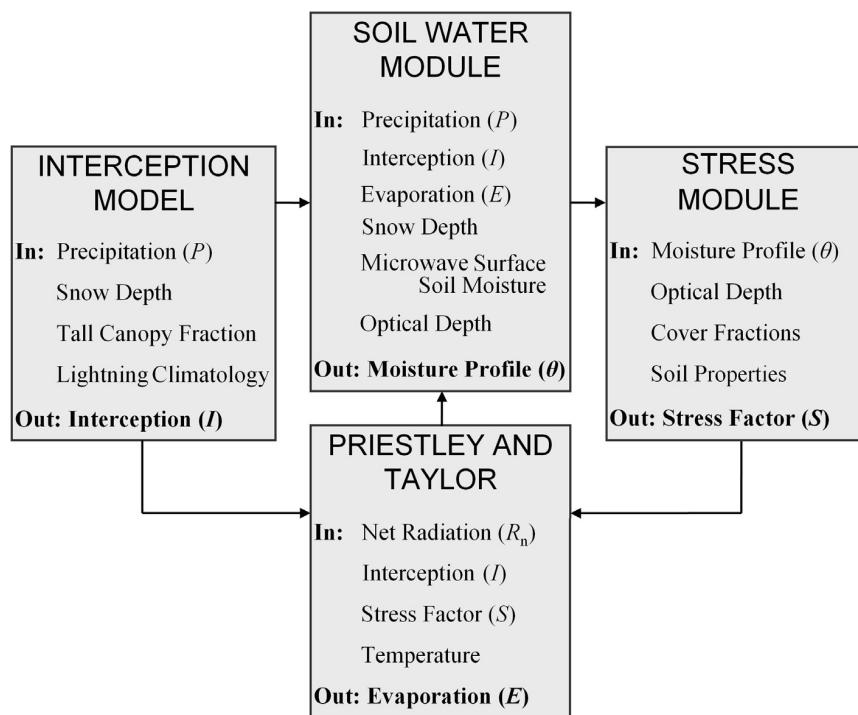 INTERCEPTION
MODEL
In: Precipitation (P)
Snow Depth
Tall Canopy Fraction
Lightning Climatology
Out: Interception (I)
SOIL WATER
MODULE
In: Precipitation (P)
Interception (I)
Evaporation (E)
Snow Depth
Microwave Surface
Soil Moisture
Optical Depth
Out: Moisture Profile (θ)
STRESS
MODULE
In: Moisture Profile (θ)
Optical Depth
Cover Fractions
Soil Properties
Out: Stress Factor (S)
PRIESTLEY AND
TAYLOR
In: Net Radiation (Rn)
Interception (I)
Stress Factor (S)
Temperature
Out: Evaporation (E)